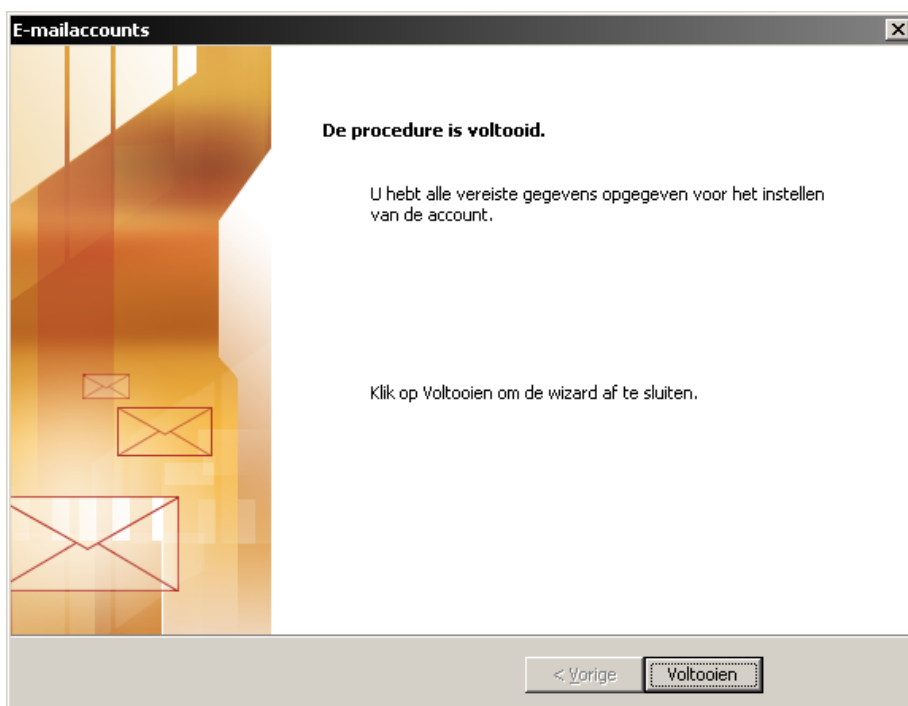 E-mailaccounts
De procedure is voltooid.
U hebt alle vereiste gegevens opgegeven voor het instellen
van de account.
Klik op Voltooien om de wizard af te sluiten.
< Vorige
Voltooien